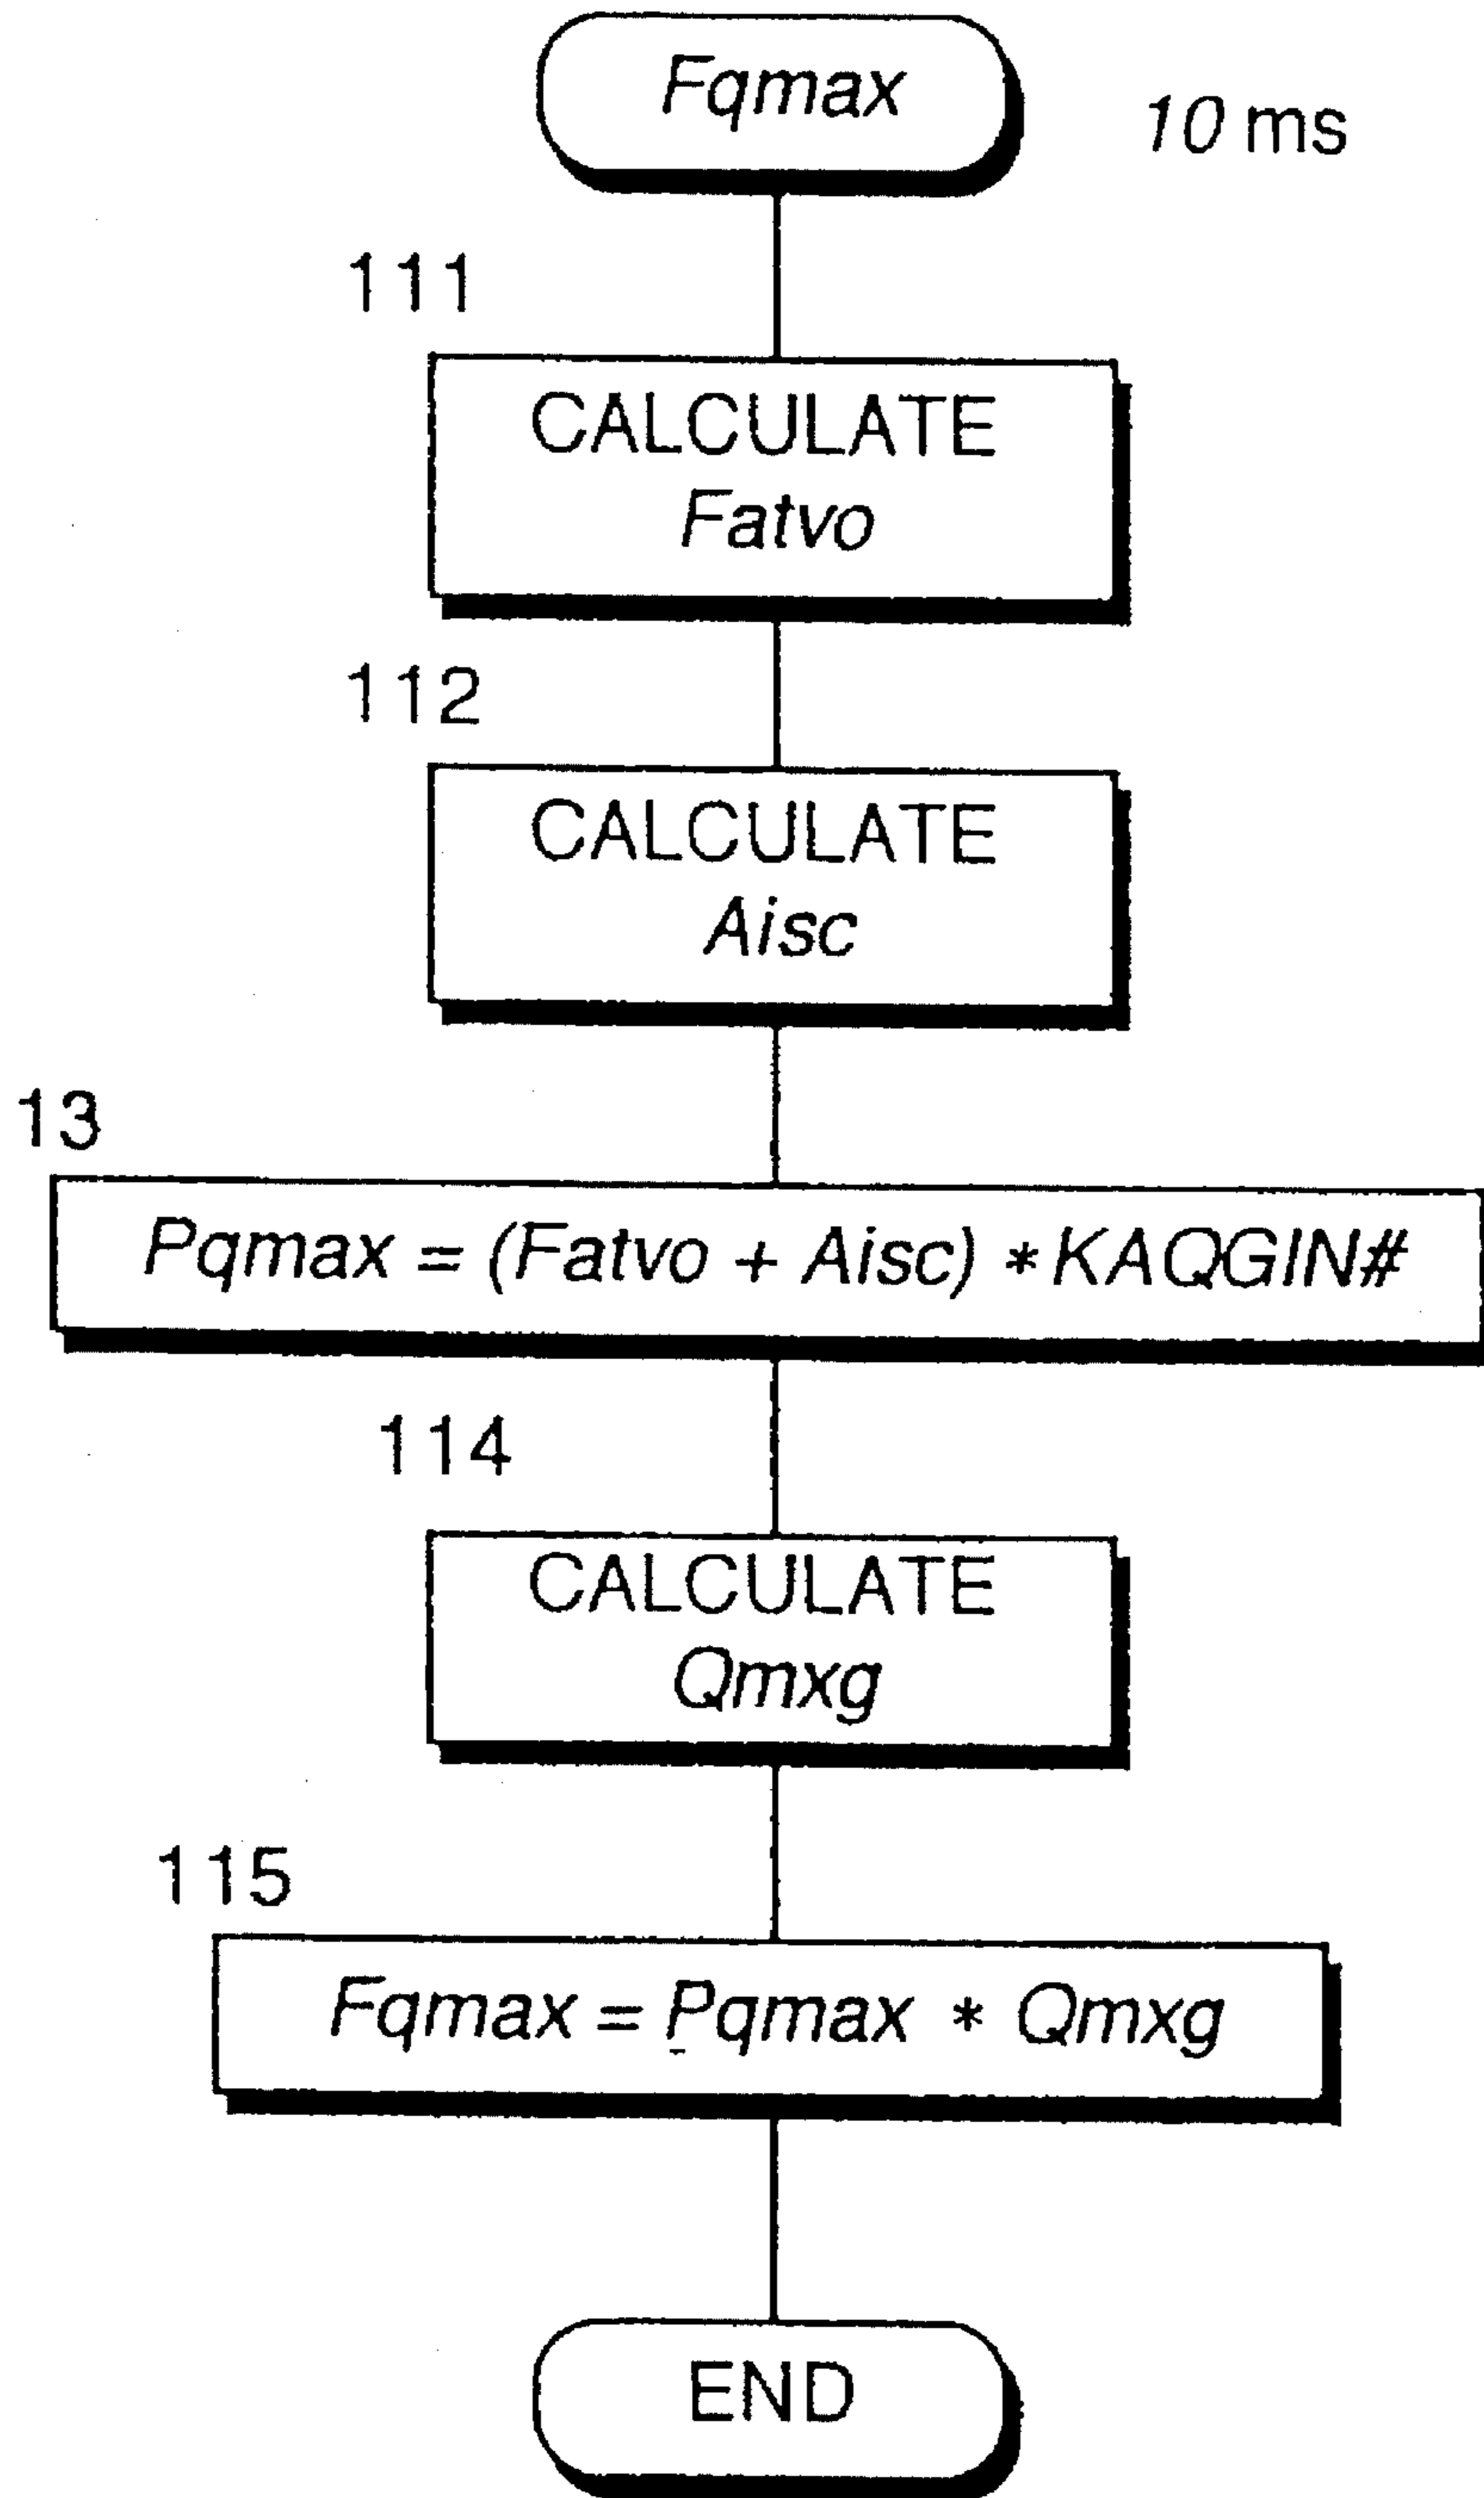 Fqmax
10 ms
111
CALCULATE
Fatvo
112
CALCULATE
Aisc
13
Pqmax = (Fatvo + Aisc) * KAQGIN#
114
CALCULATE
Qmxg
115
Fqmax = Pqmax * Qmxg
END